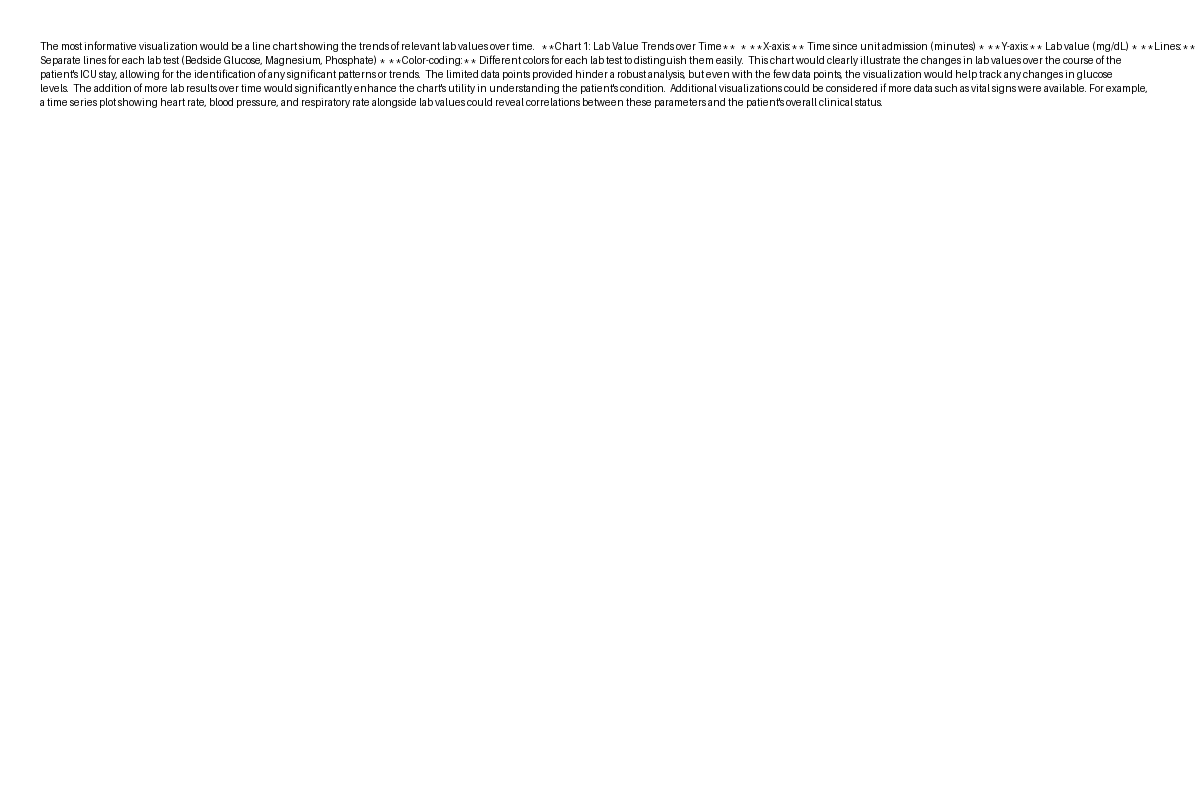 The most informative visualization would be a line chart showing the trends of relevant lab values over time.   **Chart 1: Lab Value Trends over Time**  * **X-axis:** Time since unit admission (minutes) * **Y-axis:** Lab value (mg/dL) * **Lines:**
Separate lines for each lab test (Bedside Glucose, Magnesium, Phosphate) * **Color-coding:** Different colors for each lab test to distinguish them easily.  This chart would clearly illustrate the changes in lab values over the course of the
patient's ICU stay, allowing for the identification of any significant patterns or trends.  The limited data points provided hinder a robust analysis, but even with the few data points, the visualization would help track any changes in glucose
levels.  The addition of more lab results over time would significantly enhance the chart's utility in understanding the patient's condition.  Additional visualizations could be considered if more data such as vital signs were available. For example,
a time series plot showing heart rate, blood pressure, and respiratory rate alongside lab values could reveal correlations between these parameters and the patient's overall clinical status.